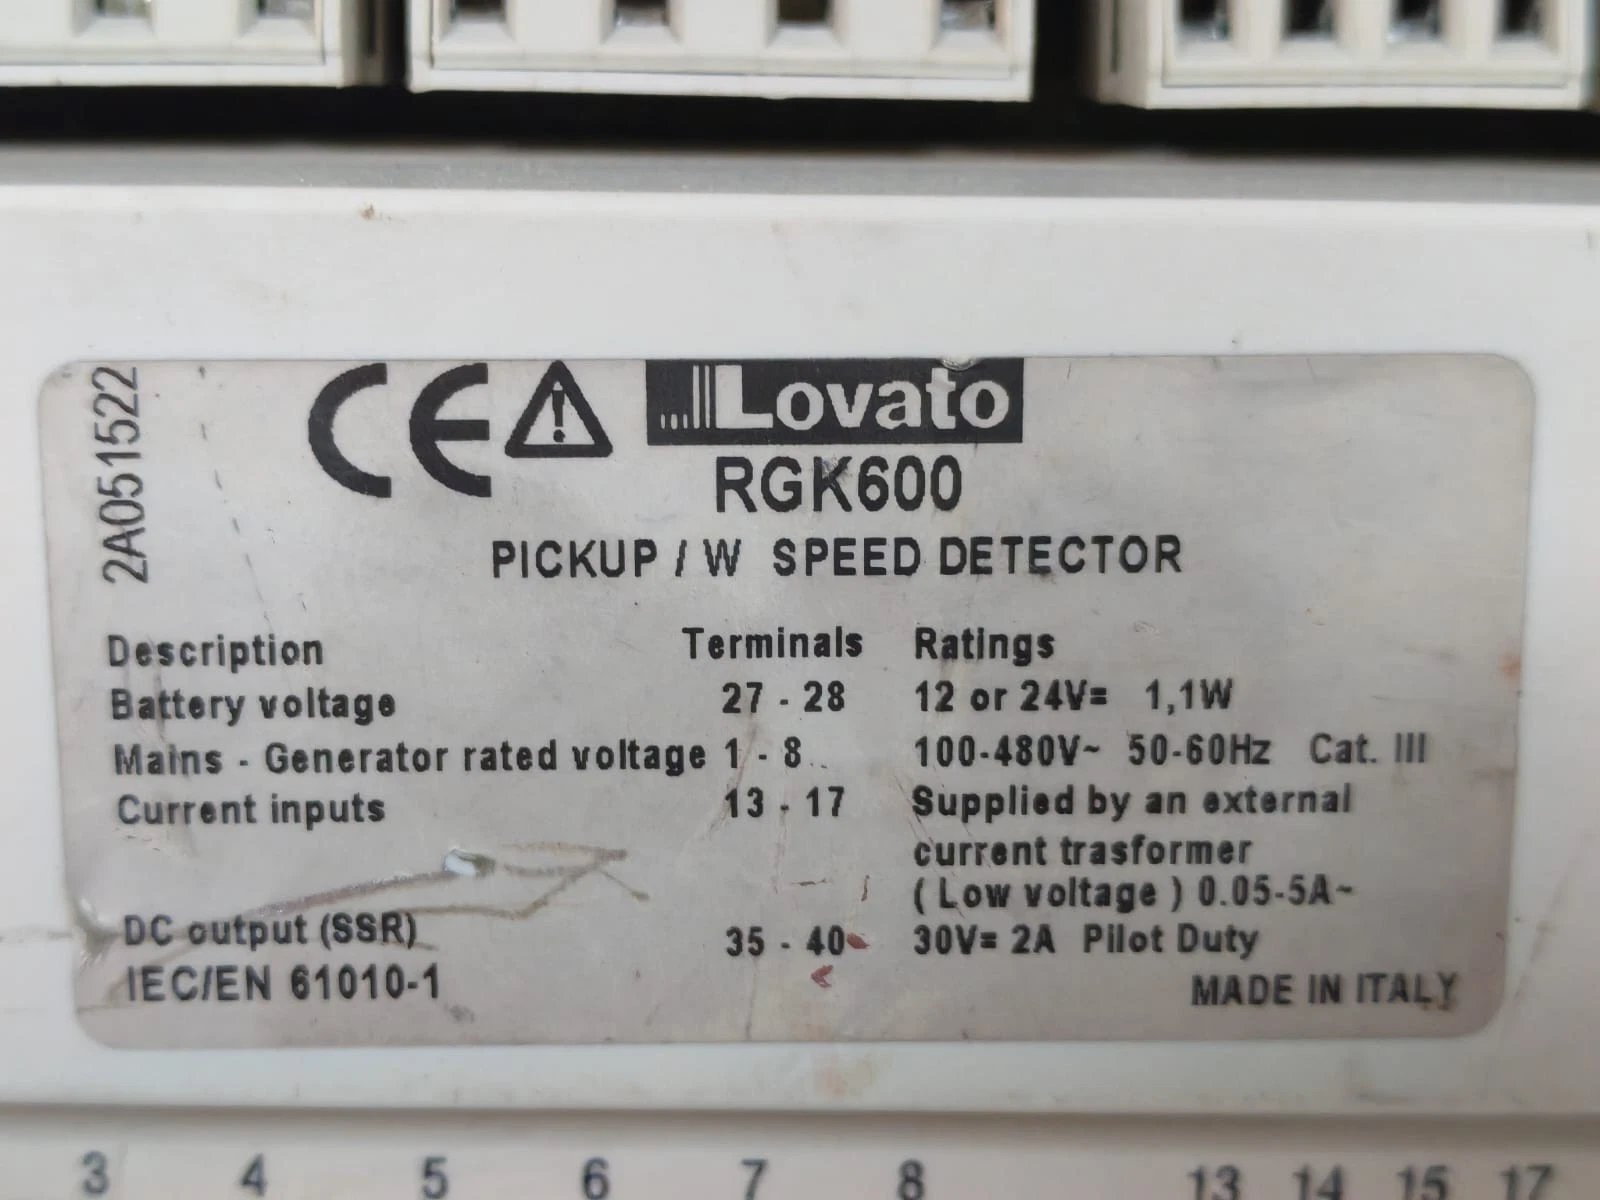 2A051522
CE Lovato
RGK600
PICKUP / W SPEED DETECTOR
Description Terminals Ratings
Battery voltage 27 - 28 12 or 24V= 1,1W
Mains - Generator rated voltage 1 - 8 100-480V~ 50-60Hz Cat. III
Current inputs 13 - 17 Supplied by an external
current trasformer
( Low voltage ) 0.05-5A~
DC output (SSR) 35 - 40 30V= 2A Pilot Duty
IEC/EN 61010-1 MADE IN ITALY
3 4 5 6 7 8 13 14 15 17